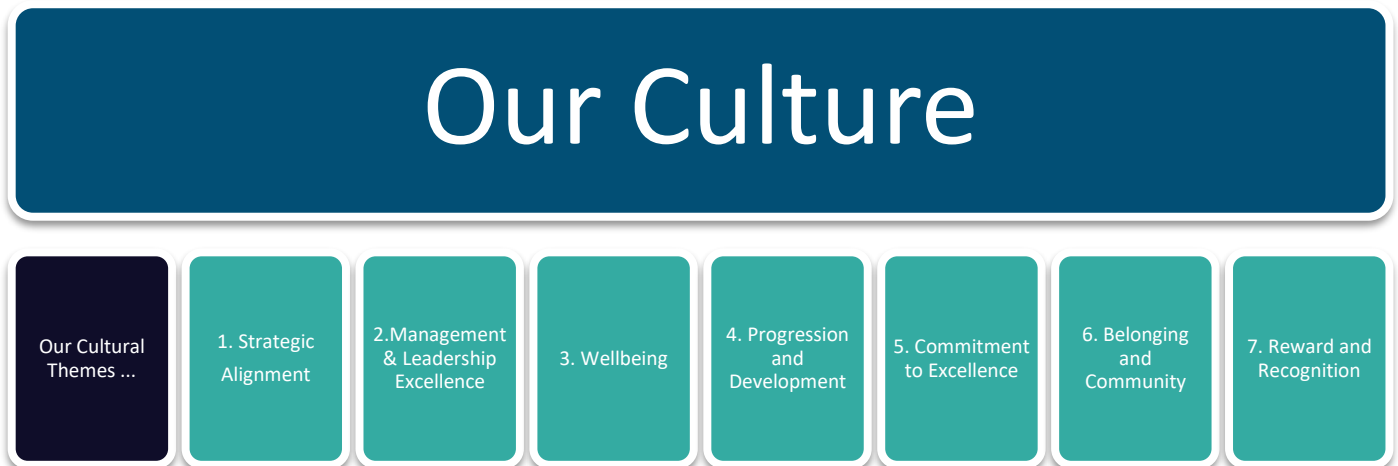 Our Culture
Our Cultural
Themes ...
1. Strategic
Alignment
2.Management
& Leadership
Excellence
3. Wellbeing
4. Progression
and
Development
5. Commitment
to Excellence
6. Belonging
and
Community
7. Reward and
Recognition